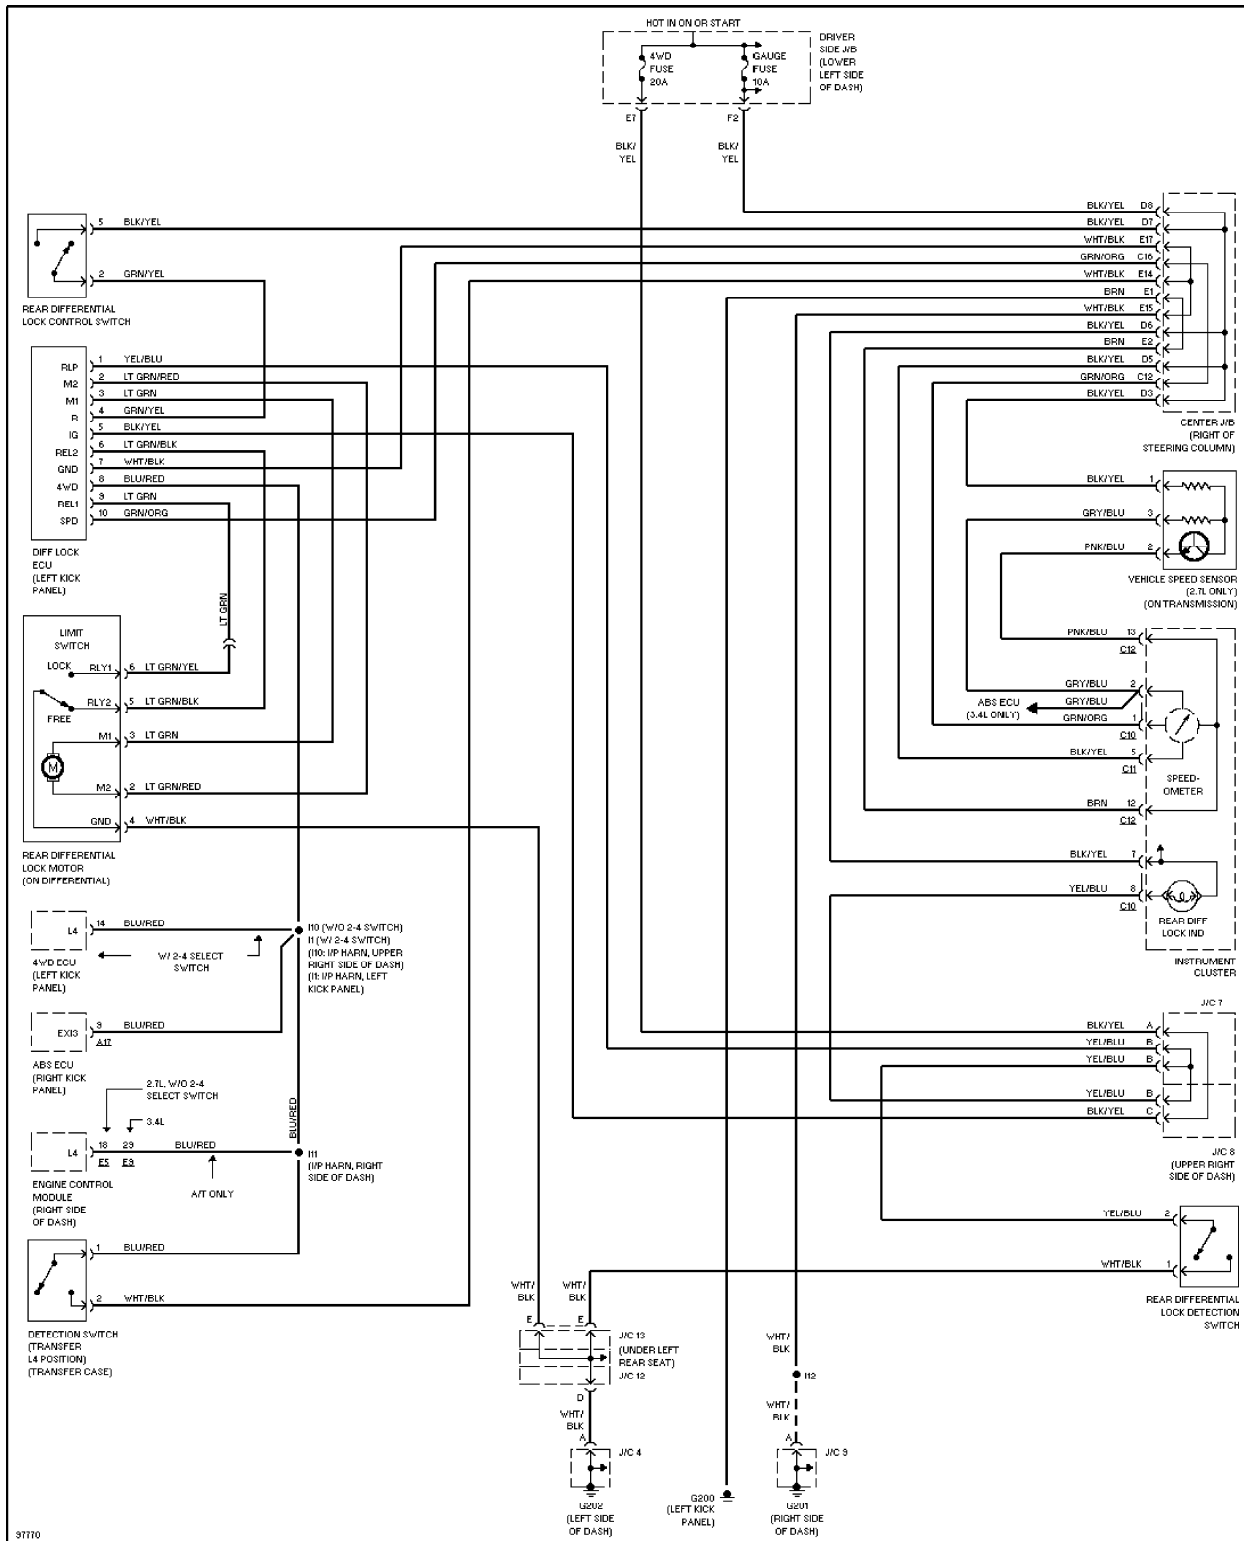 HOT IN ON OR START
4WD
FUSE
20A
GAUGE
FUSE
10A
DRIVER
SIDE J/B
(LOWER
LEFT SIDE
OF DASH)
E7
F2
BLK/
YEL
BLK/
YEL
5 BLK/YEL
2 GRN/YEL
REAR DIFFERENTIAL
LOCK CONTROL SWITCH
BLK/YEL D8
BLK/YEL D7
WHT/BLK E17
GRN/ORG C16
WHT/BLK E14
BRN E1
WHT/BLK E15
BLK/YEL D6
BRN E2
BLK/YEL D5
GRN/ORG C12
BLK/YEL D3
CENTER J/B
(RIGHT OF
STEERING COLUMN)
RLP 1 YEL/BLU
M2 2 LT GRN/RED
M1 3 LT GRN
R 4 GRN/YEL
IG 5 BLK/YEL
REL2 6 LT GRN/BLK
GND 7 WHT/BLK
4WD 8 BLU/RED
REL1 9 LT GRN
SPD 10 GRN/ORG
DIFF LOCK
ECU
(LEFT KICK
PANEL)
LT GRN
BLK/YEL 1
GRY/BLU 3
PNK/BLU 2
VEHICLE SPEED SENSOR
(2.7L ONLY)
(ON TRANSMISSION)
LIMIT
SWITCH
LOCK
RLY1 6 LT GRN/YEL
RLY2 5 LT GRN/BLK
FREE
M1 3 LT GRN
M
M2 2 LT GRN/RED
GND 4 WHT/BLK
REAR DIFFERENTIAL
LOCK MOTOR
(ON DIFFERENTIAL)
PNK/BLU 13
C12
GRY/BLU 2
ABS ECU
(3.4L ONLY)
GRY/BLU
GRN/ORG 1
C10
BLK/YEL 5
C11
SPEED-
OMETER
BRN 12
C12
BLK/YEL 7
YEL/BLU 8
C10
REAR DIFF
LOCK IND
INSTRUMENT
CLUSTER
L4 14 BLU/RED
4WD ECU
(LEFT KICK
PANEL)
W/ 2-4 SELECT
SWITCH
I10 (W/O 2-4 SWITCH)
I1 (W/ 2-4 SWITCH)
(I10: I/P HARN, UPPER
RIGHT SIDE OF DASH)
(I1: I/P HARN, LEFT
KICK PANEL)
EXI3 9 BLU/RED
A17
ABS ECU
(RIGHT KICK
PANEL)
2.7L, W/O 2-4
SELECT SWITCH
3.4L
BLU/RED
L4 18 29 BLU/RED
E5 E9
A/T ONLY
ENGINE CONTROL
MODULE
(RIGHT SIDE
OF DASH)
I11
(I/P HARN, RIGHT
SIDE OF DASH)
J/C 7
BLK/YEL A
YEL/BLU B
YEL/BLU B
YEL/BLU B
BLK/YEL C
J/C 8
(UPPER RIGHT
SIDE OF DASH)
1 BLU/RED
2 WHT/BLK
DETECTION SWITCH
(TRANSFER
L4 POSITION)
(TRANSFER CASE)
YEL/BLU 2
WHT/BLK 1
REAR DIFFERENTIAL
LOCK DETECTION
SWITCH
WHT/
BLK
WHT/
BLK
E E
J/C 13
(UNDER LEFT
REAR SEAT)
J/C 12
D
WHT/
BLK
A
J/C 4
G202
(LEFT SIDE
OF DASH)
G200
(LEFT KICK
PANEL)
WHT/
BLK
I12
WHT/
BLK
A
J/C 9
G201
(RIGHT SIDE
OF DASH)
97770